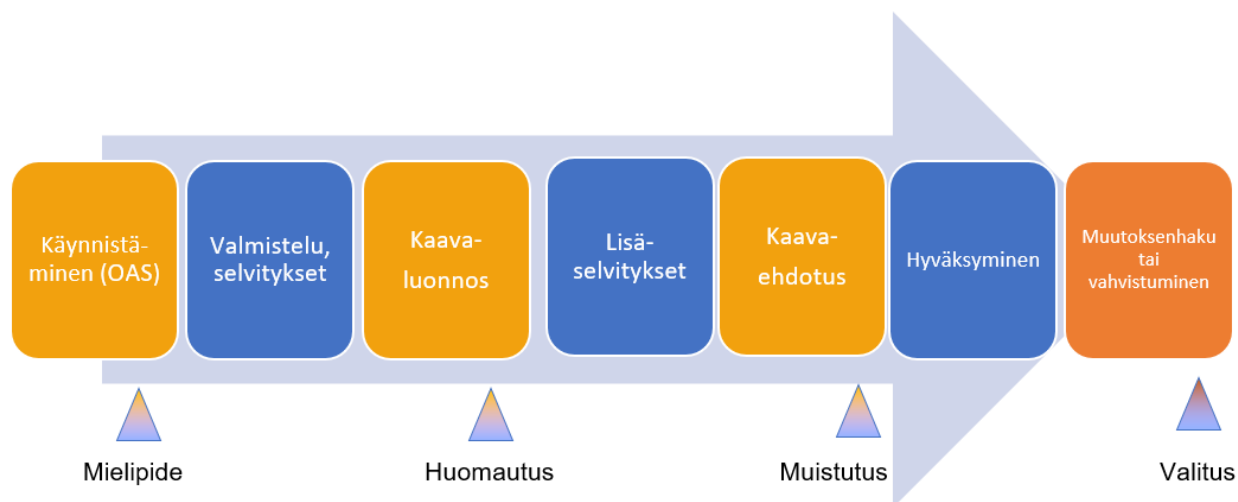 Käynnistä-
minen (OAS)
Valmistelu,
selvitykset
Kaava-
luonnos
Lisä-
selvitykset
Kaava-
ehdotus
Hyväksyminen
Muutoksenhaku
tai
vahvistuminen
Mielipide
Huomautus
Muistutus
Valitus